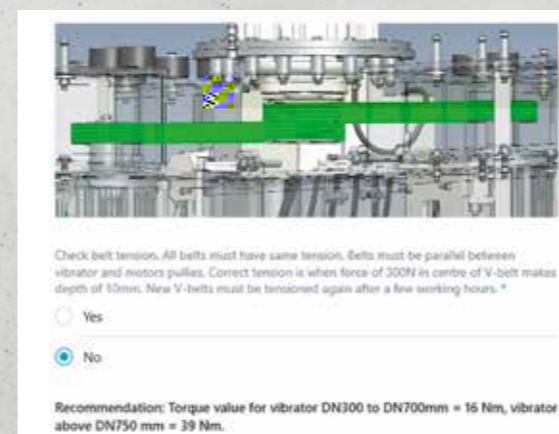 Check belt tension. All belts must have same tension. Belts must be parallel between
vibrator and motors pullies. Correct tension is when force of 300N in centre of V-belt makes
depth of 10mm. New V-belts must be tensioned again after a few working hours. *
Yes
No
Recommendation: Torque value for vibrator DN300 to DN700mm = 16 Nm, vibrator
above DN750 mm = 39 Nm.